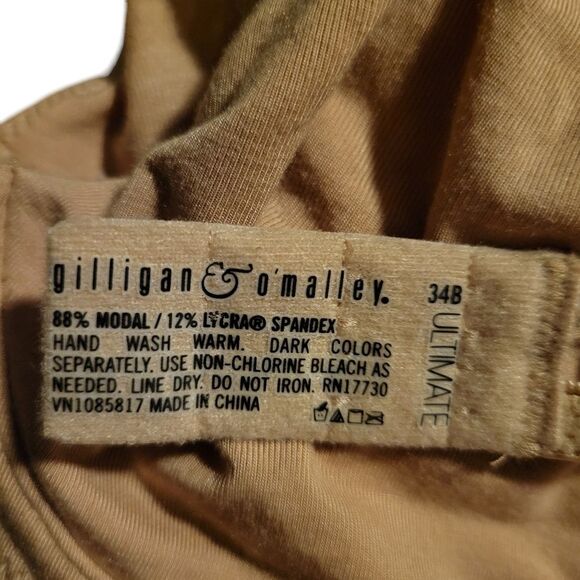 gilligan & o'malley®
34B
ULTIMATE
88% MODAL / 12% LYCRA® SPANDEX
HAND WASH WARM. DARK COLORS
SEPARATELY. USE NON-CHLORINE BLEACH AS
NEEDED. LINE DRY. DO NOT IRON. RN17730
VN1085817 MADE IN CHINA